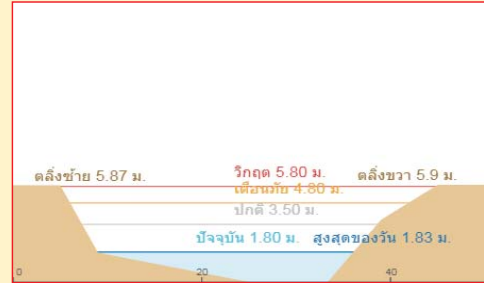 วิกฤต 5.80 ม.
ตลิ่งซ้าย 5.87 ม. ตลิ่งขวา 5.9 ม.
เตือนภัย 4.80 ม.
ปกติ 3.50 ม.
ปัจจุบัน 1.80 ม. สูงสุดของวัน 1.83 ม.
0 20 40